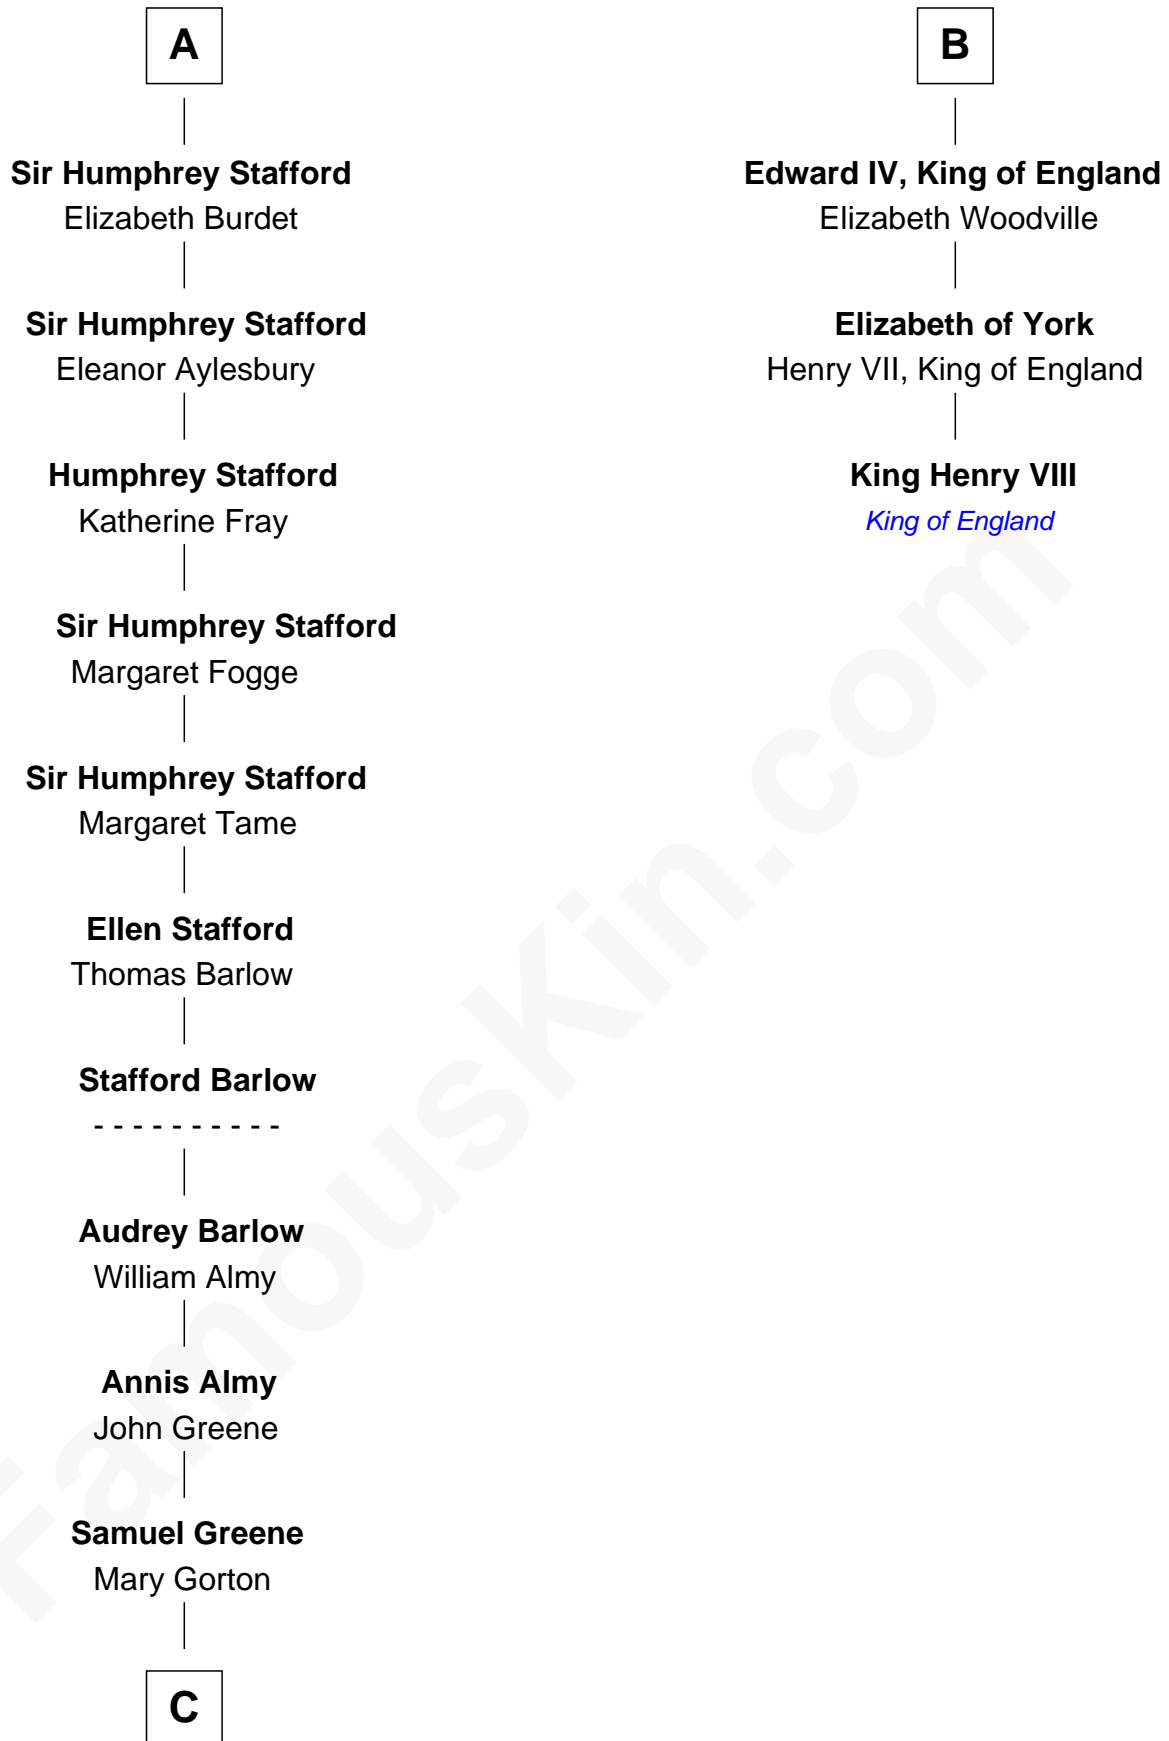 A
Sir Humphrey Stafford
Elizabeth Burdet
Sir Humphrey Stafford
Eleanor Aylesbury
Humphrey Stafford
Katherine Fray
Sir Humphrey Stafford
Margaret Fogge
Sir Humphrey Stafford
Margaret Tame
Ellen Stafford
Thomas Barlow
Stafford Barlow
- - - - - - - - - -
Audrey Barlow
William Almy
Annis Almy
John Greene
Samuel Greene
Mary Gorton
C
B
Edward IV, King of England
Elizabeth Woodville
Elizabeth of York
Henry VII, King of England
King Henry VIII
King of England
FamousKin.com